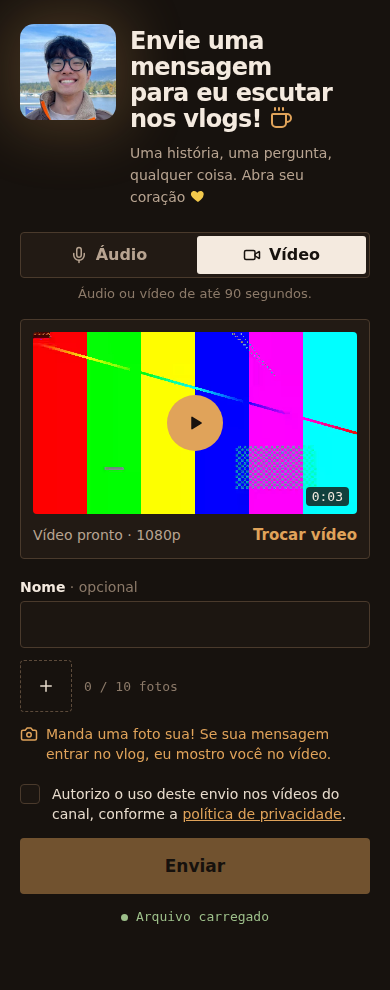 Envie uma
mensagem
para eu escutar
nos vlogs!
Uma história, uma pergunta,
qualquer coisa. Abra seu
coração 💛
Áudio
Vídeo
Áudio ou vídeo de até 90 segundos.
0:03
Vídeo pronto · 1080p
Trocar vídeo
Nome · opcional
+
0 / 10 fotos
Manda uma foto sua! Se sua mensagem
entrar no vlog, eu mostro você no vídeo.
Autorizo o uso deste envio nos vídeos do
canal, conforme a política de privacidade.
Enviar
● Arquivo carregado